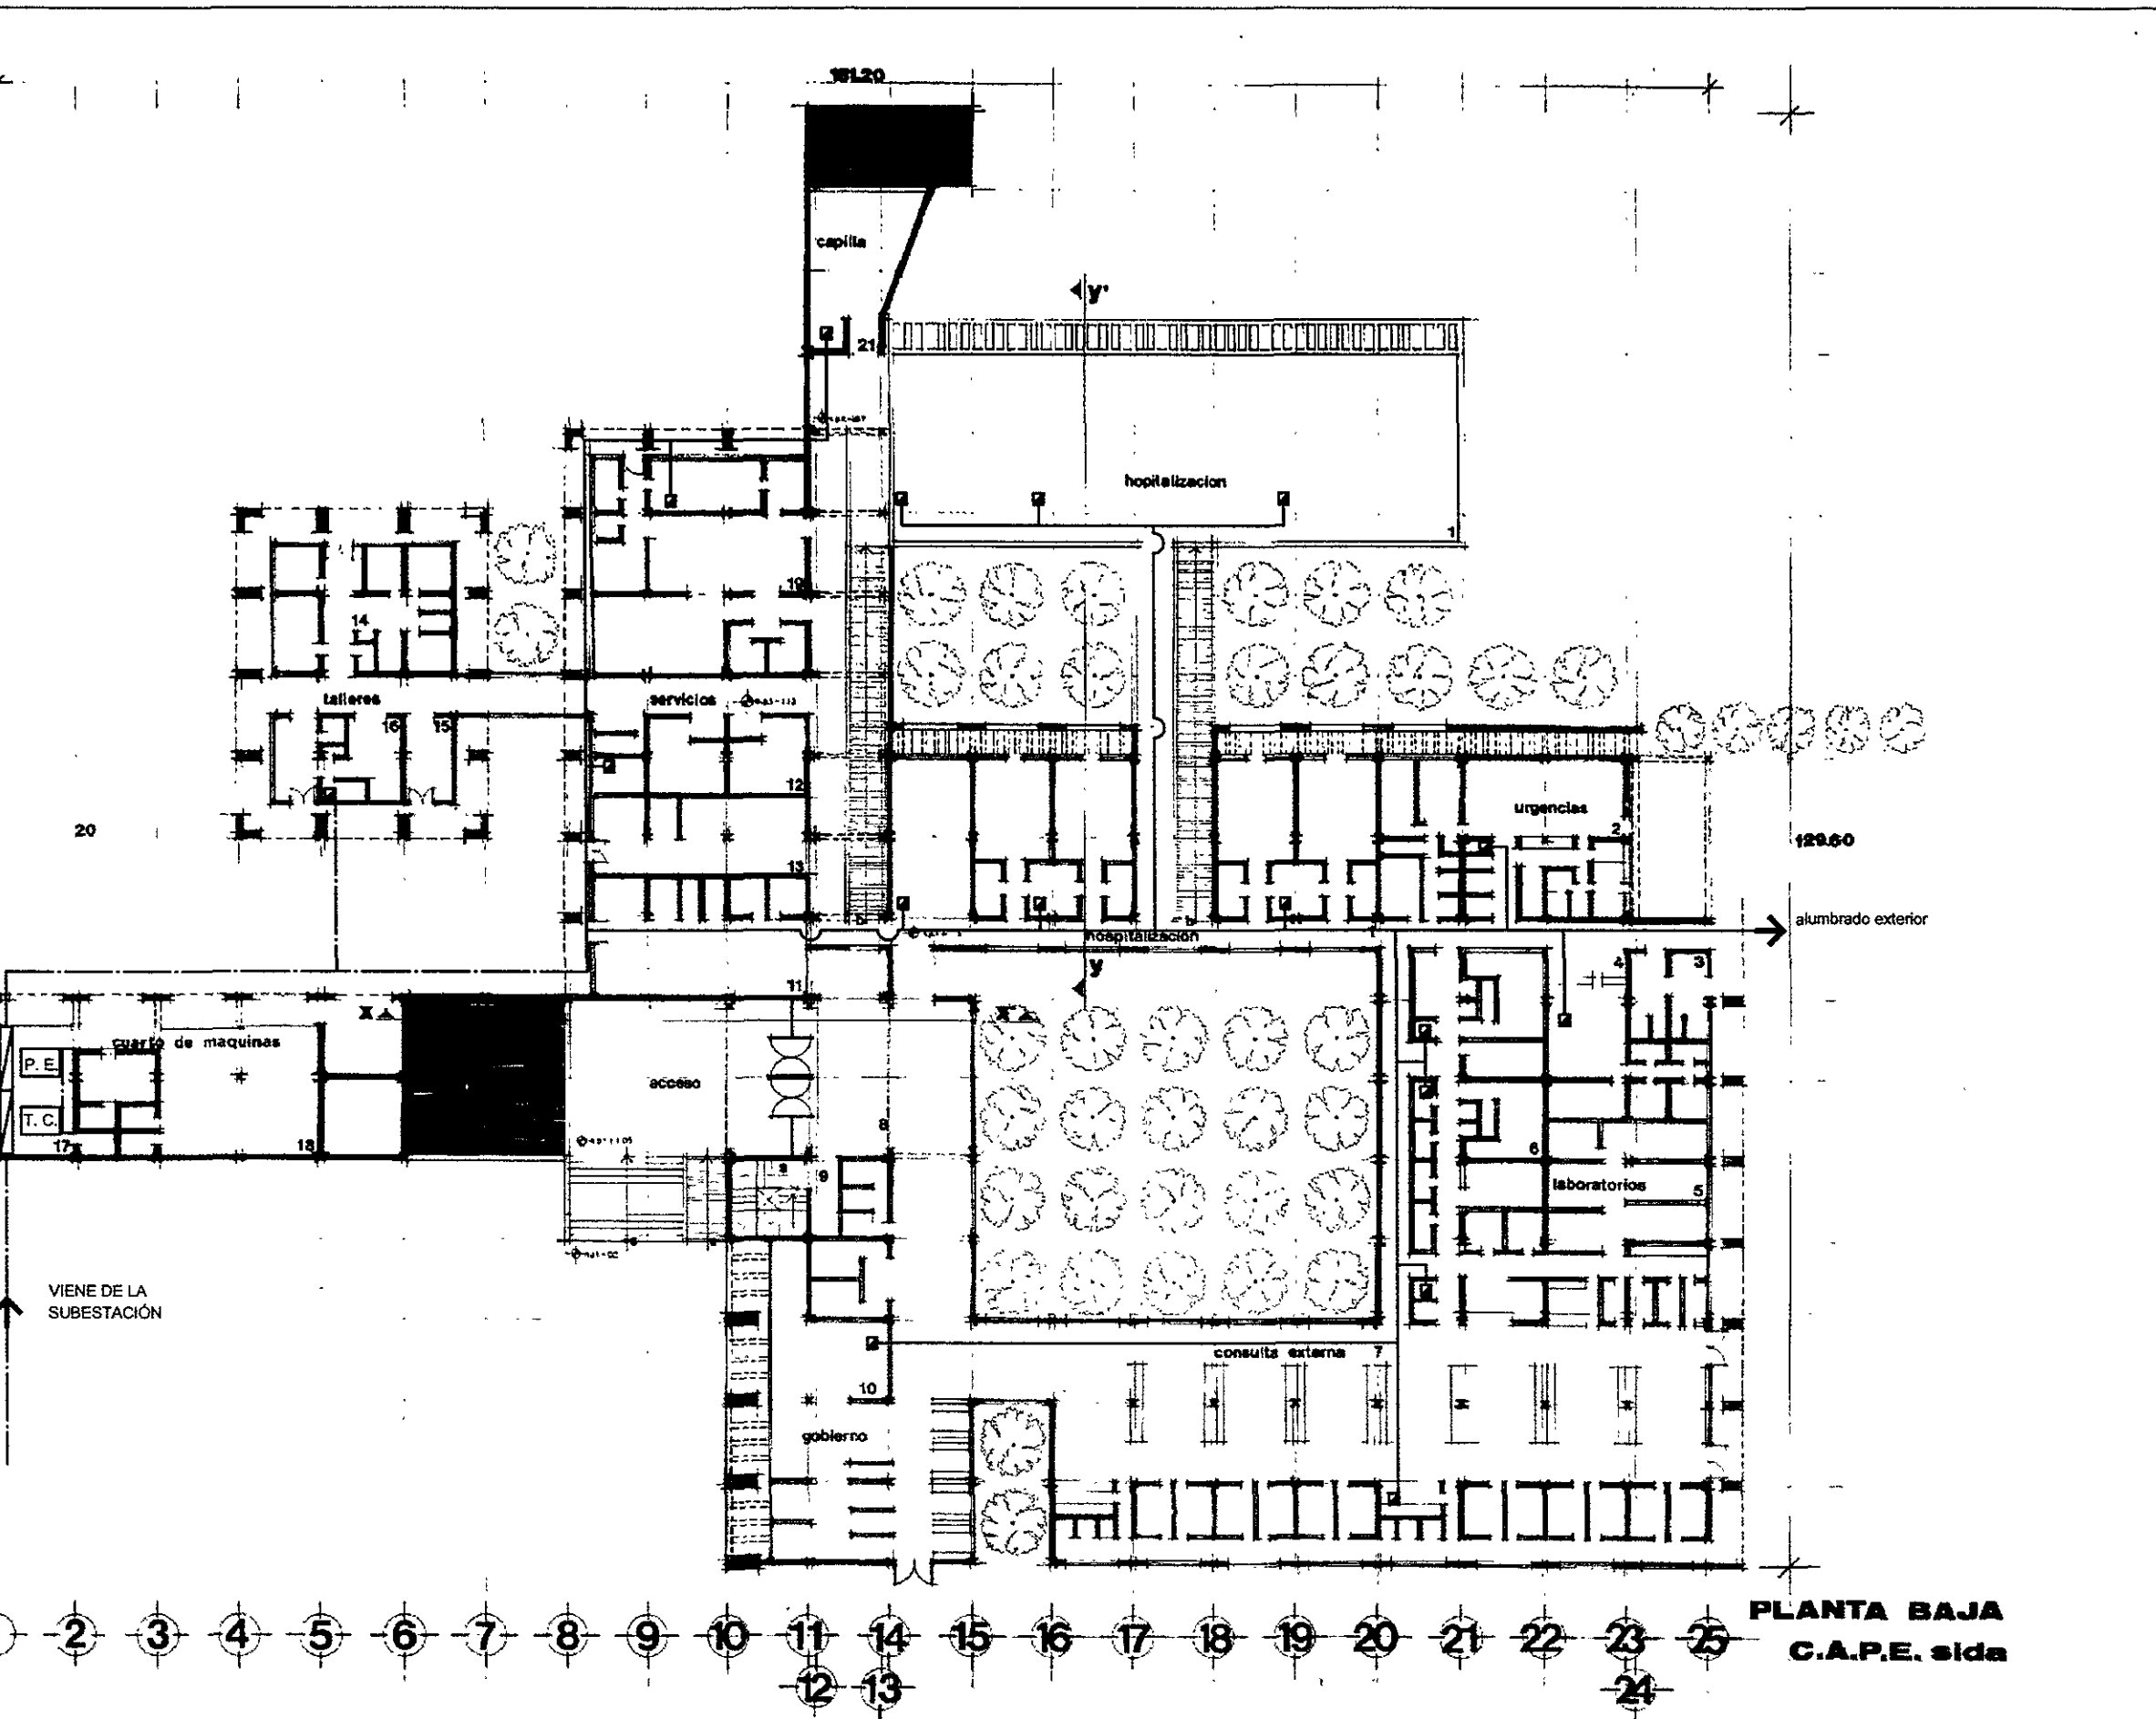 151.20
capilla
y'
21
hopitalizacion
1
19
14
talleres
servicios
16
15
12
urgencias
2
20
129.60
13
alumbrado exterior
hospitalizacion
y
4
3
11
x
x'
cuarto de maquinas
P. E.
acceso
T. C.
17
18
8
9
6
laboratorios
5
VIENE DE LA
SUBESTACIÓN
consulta externa
7
10
gobierno
2
3
4
5
6
7
8
9
10
11
14
15
16
17
18
19
20
21
22
23
25
12
13
24
PLANTA BAJA
C.A.P.E. sida